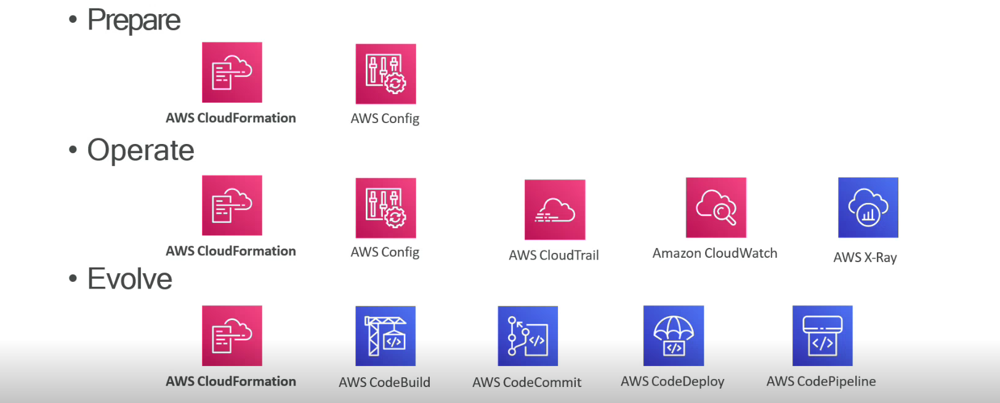 • Prepare
AWS CloudFormation
AWS Config
• Operate
AWS CloudFormation
AWS Config
AWS CloudTrail
Amazon CloudWatch
AWS X-Ray
• Evolve
</>
</>
</>
</>
AWS CloudFormation
AWS CodeBuild
AWS CodeCommit
AWS CodeDeploy
AWS CodePipeline